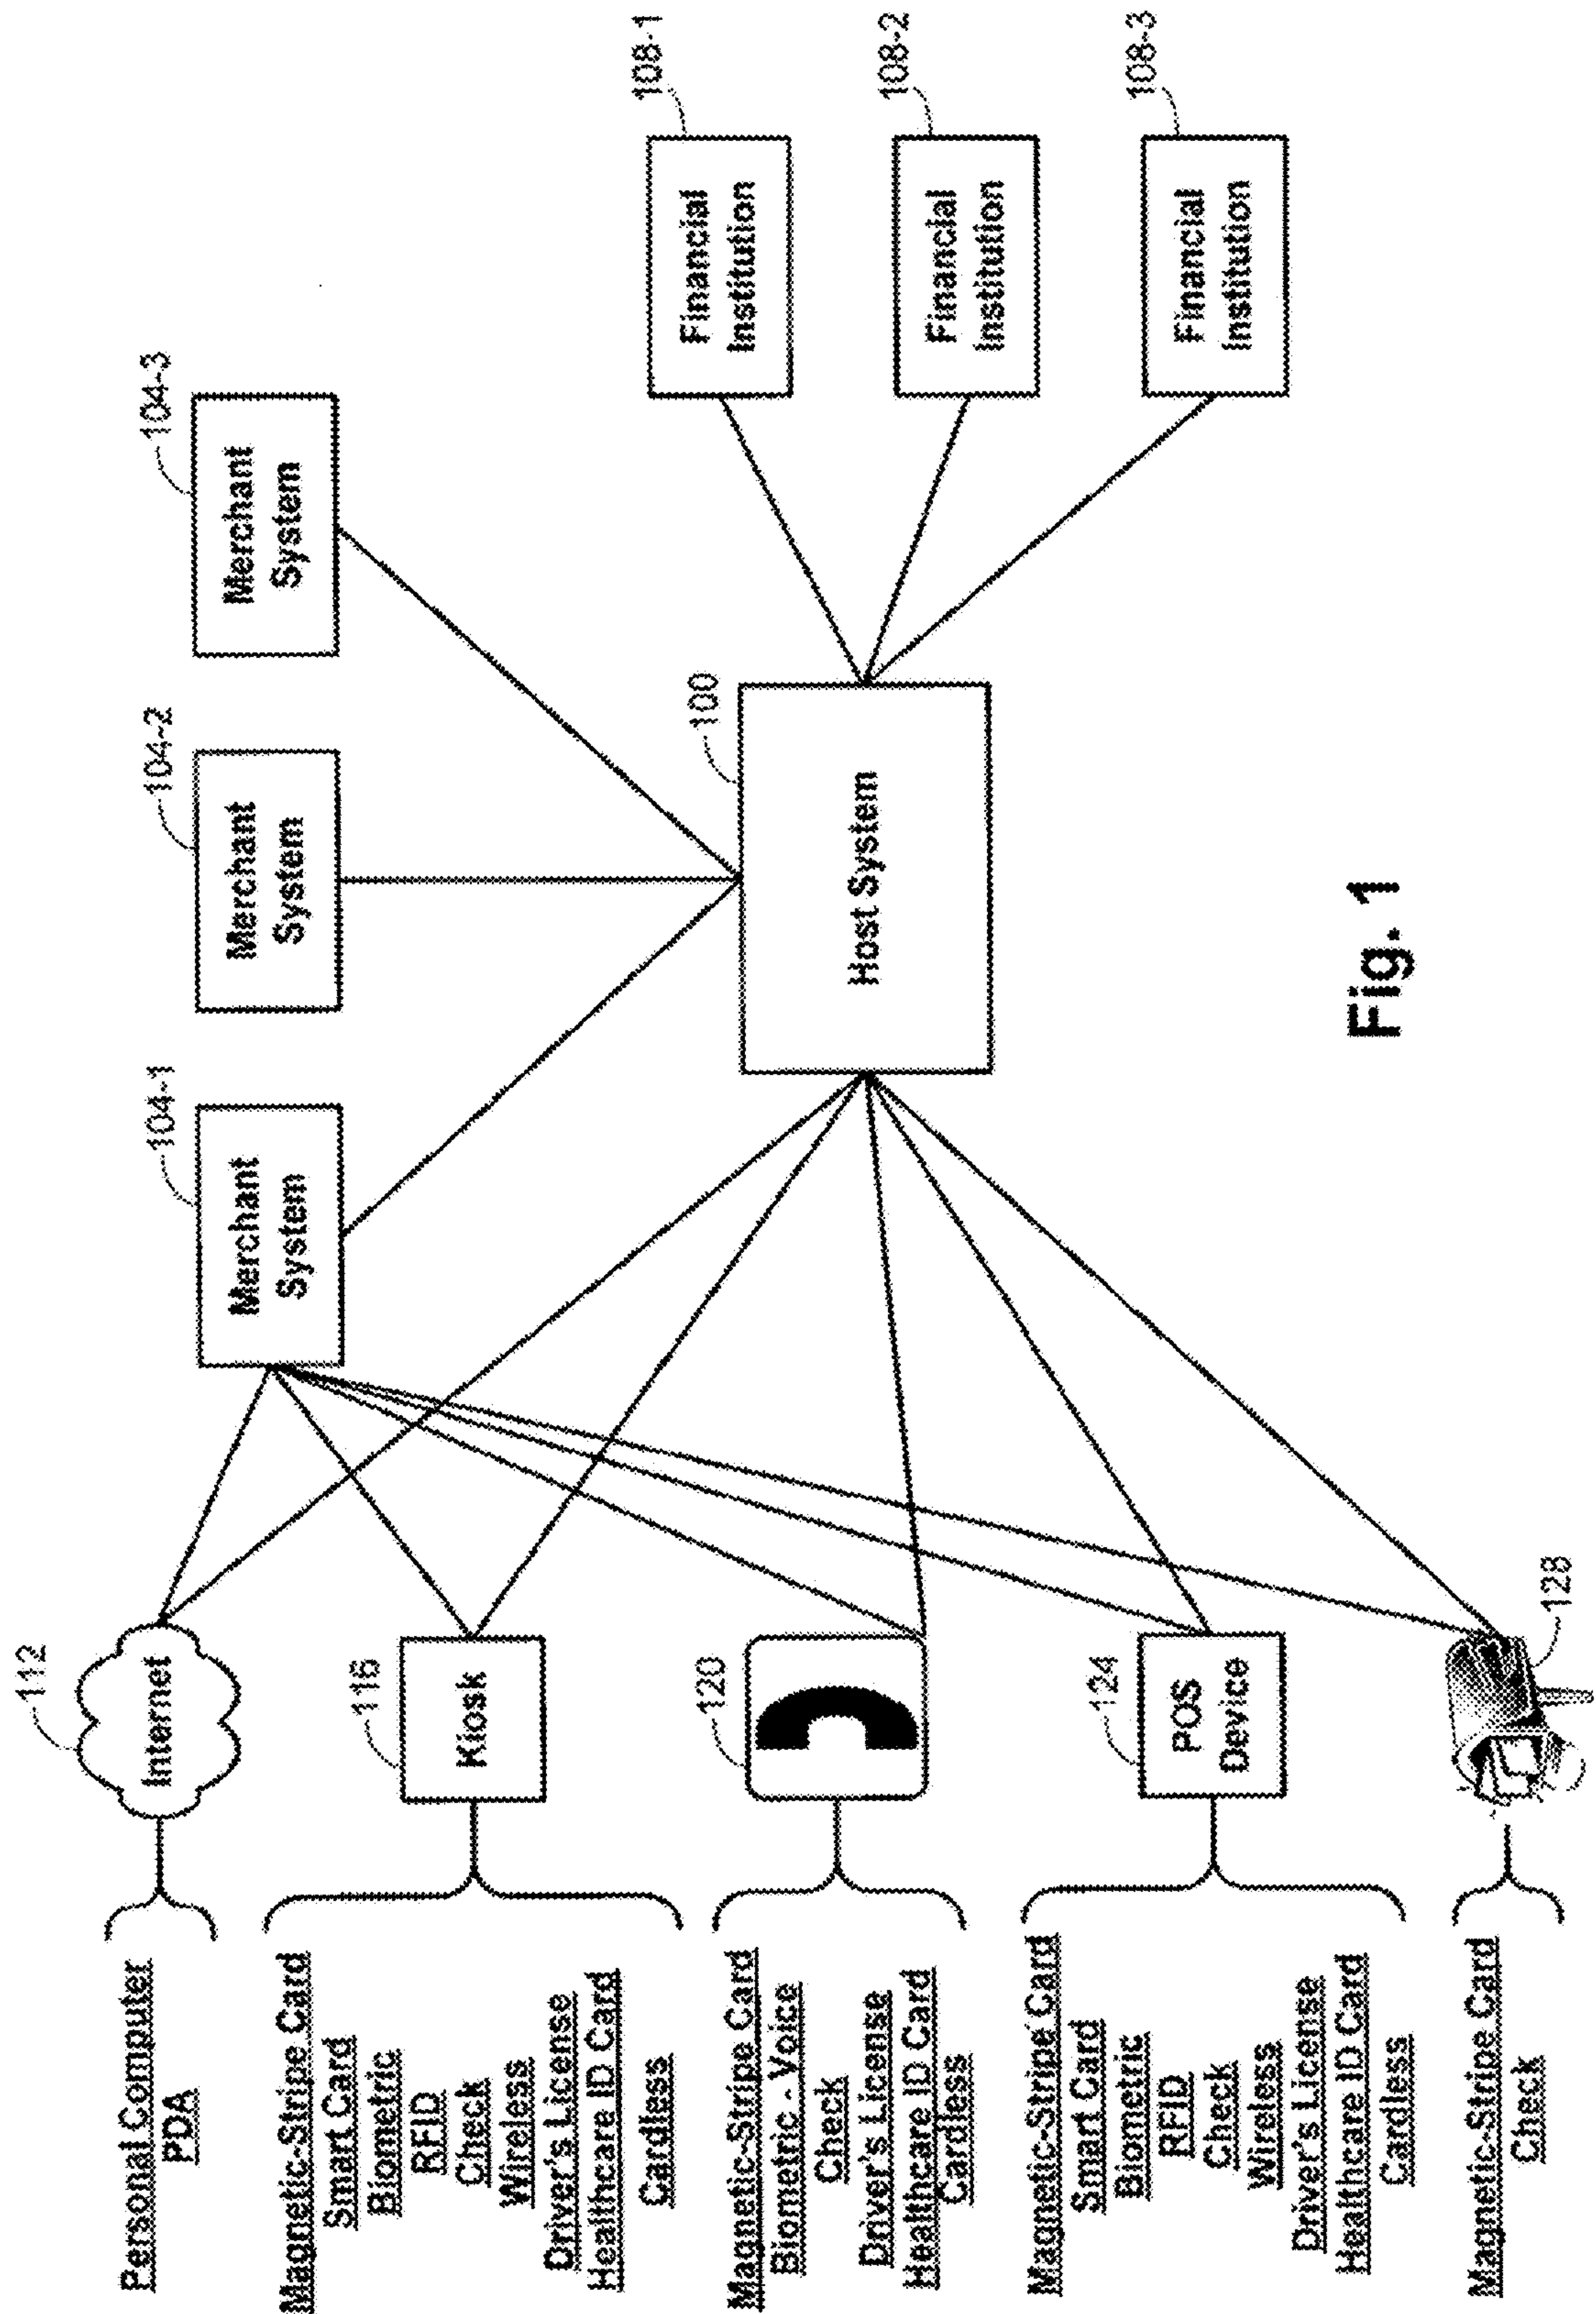 104-1
Merchant
System
104-2
Merchant
System
104-3
Merchant
System
112
Internet
Personal Computer
PDA
116
Kiosk
Magnetic-Stripe Card
Smart Card
Biometric
RFID
Check
Wireless
Driver's License
Healthcare ID Card
Cardless
100
Host System
108-1
Financial
Institution
108-2
Financial
Institution
108-3
Financial
Institution
120
Magnetic-Stripe Card
Biometric - Voice
Check
Driver's License
Healthcare ID Card
Cardless
124
POS
Device
Magnetic-Stripe Card
Smart Card
Biometric
RFID
Check
Wireless
Driver's License
Healthcare ID Card
Cardless
128
Magnetic-Stripe Card
Check
Fig. 1